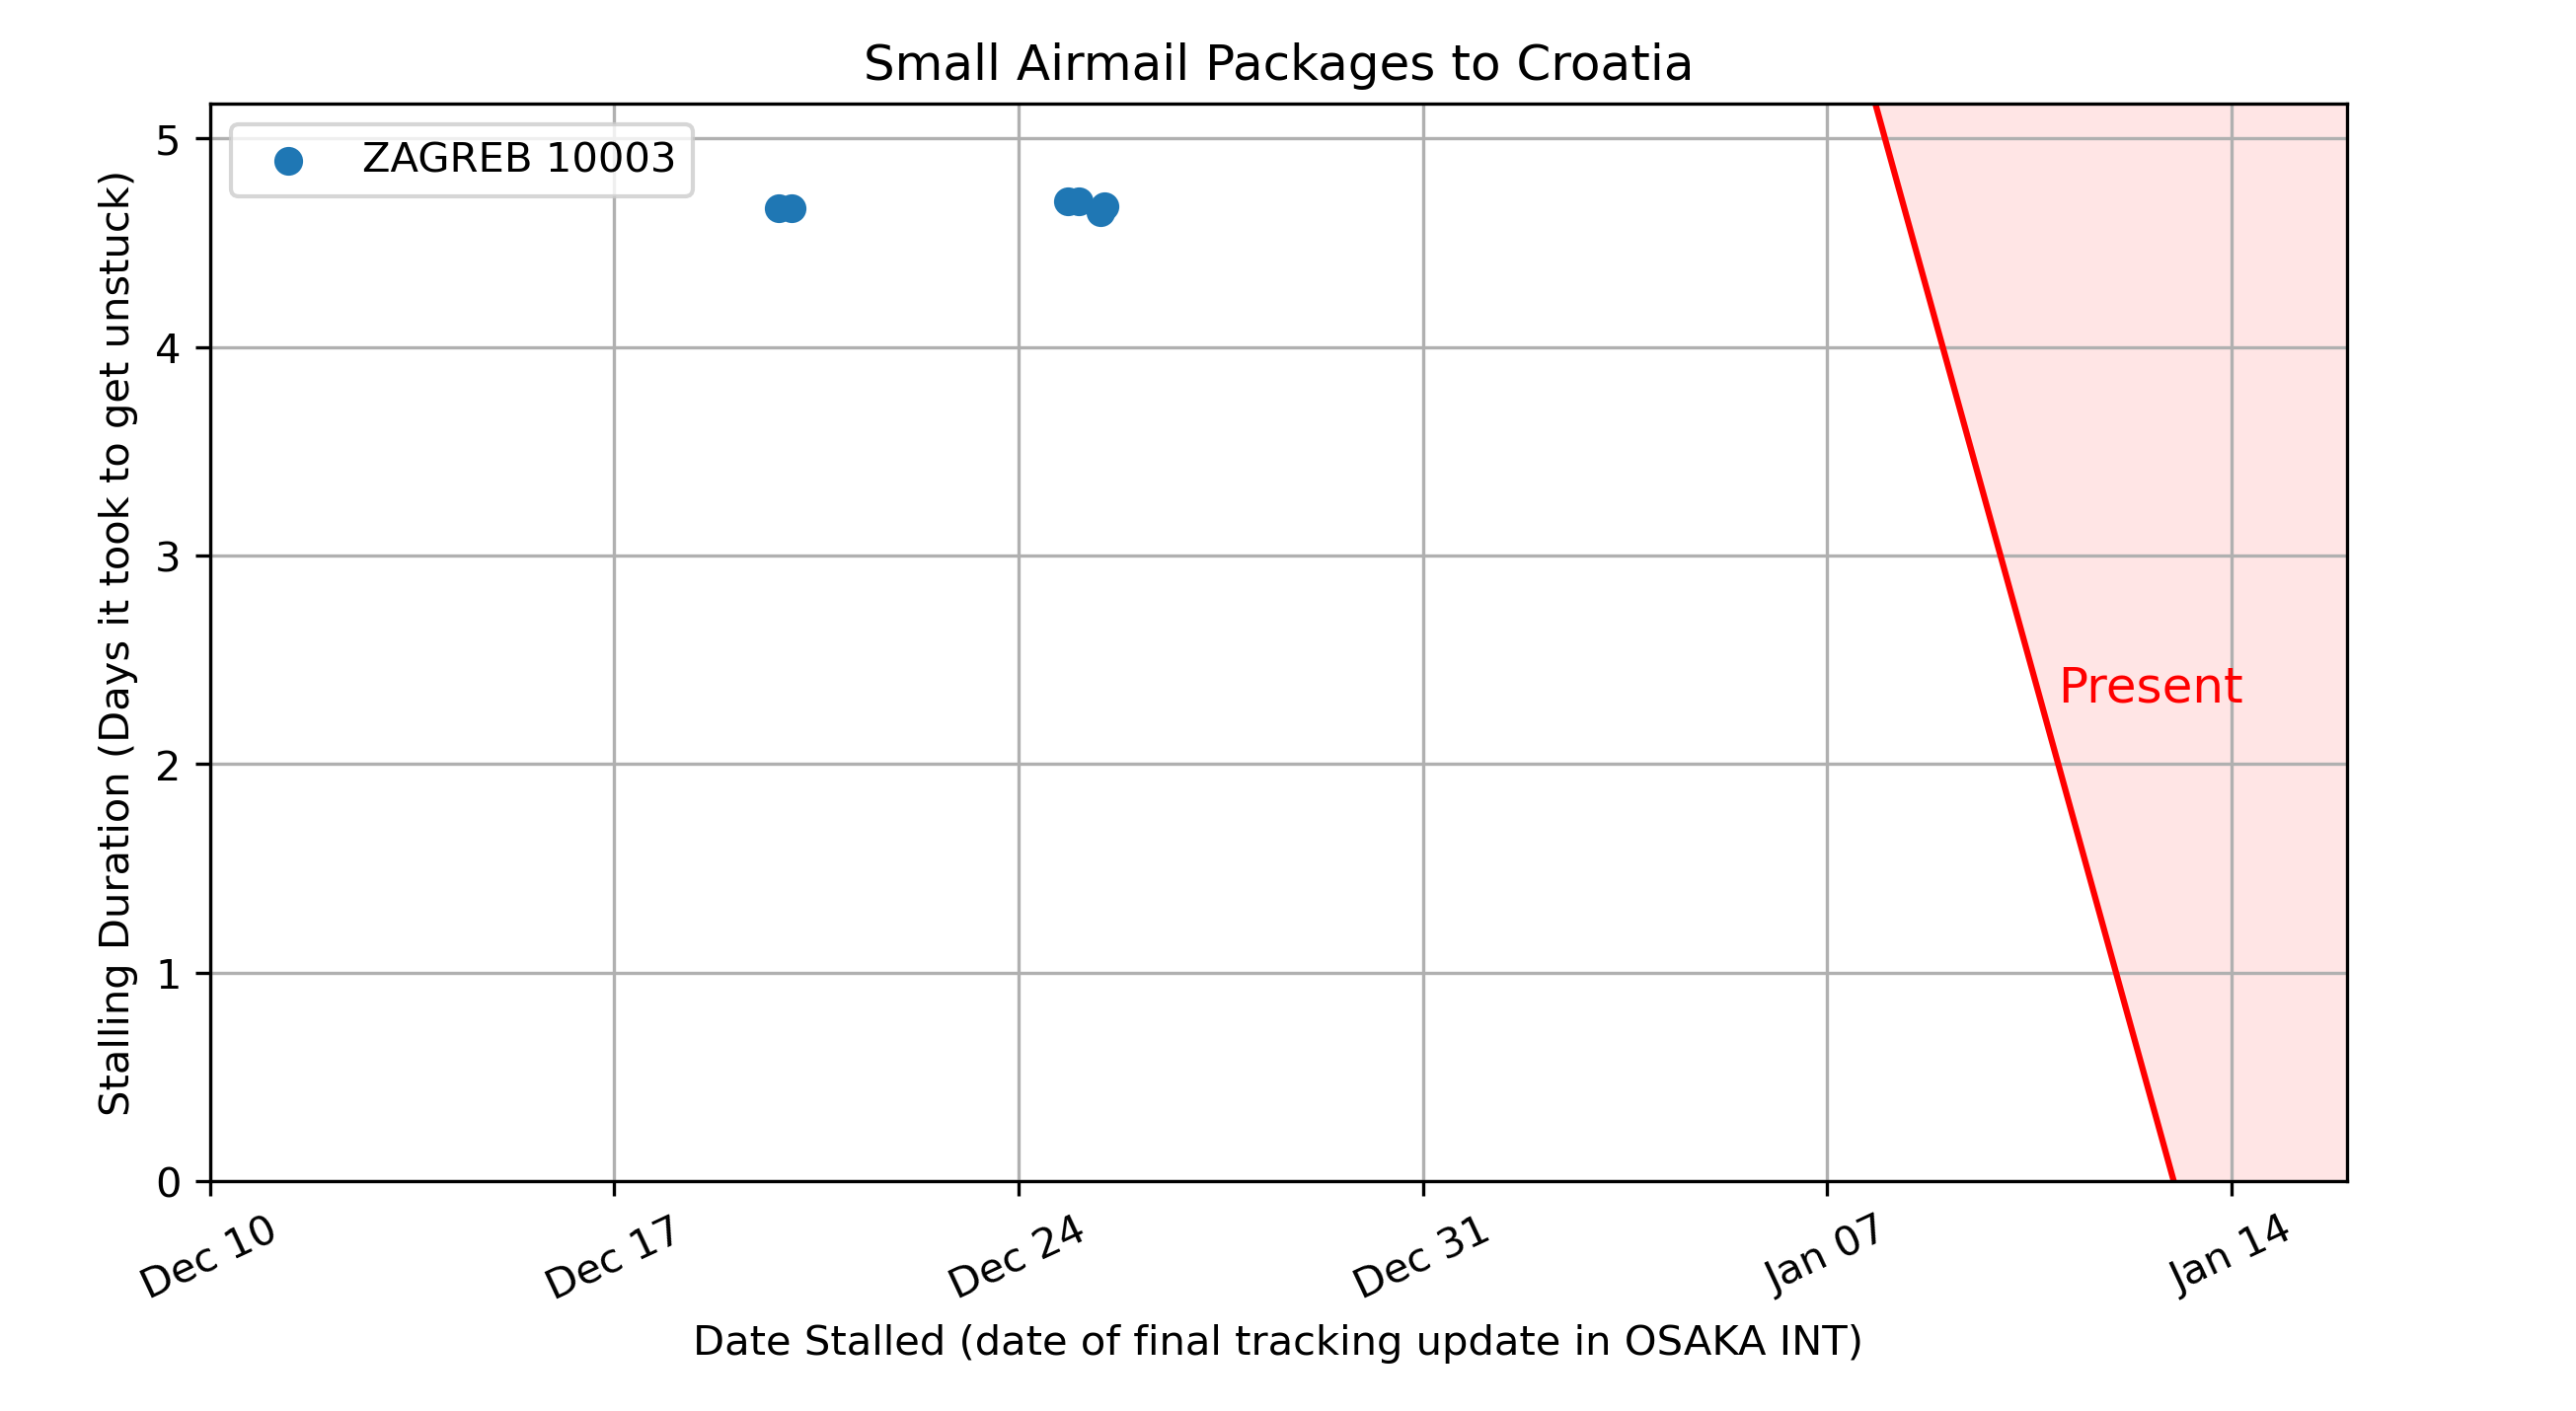 Small Airmail Packages to Croatia
ZAGREB 10003
Stalling Duration (Days it took to get unstuck)
5
4
3
2
1
0
Present
Dec 10
Dec 17
Dec 24
Dec 31
Jan 07
Jan 14
Date Stalled (date of final tracking update in OSAKA INT)